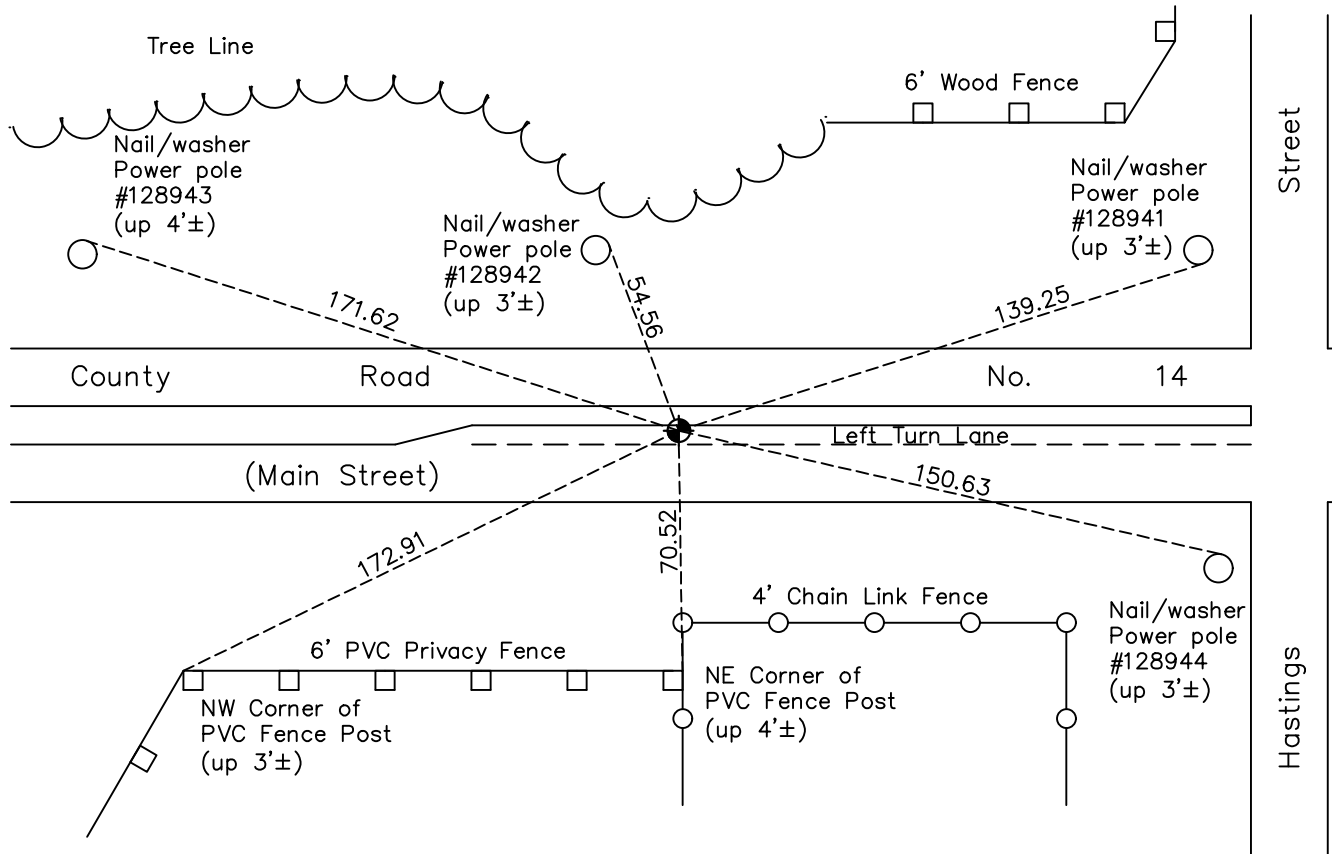 Tree Line
6' Wood Fence
Street
Nail/washer
Power pole
#128943
(up 4'±)
Nail/washer
Power pole
#128942
(up 3'±)
Nail/washer
Power pole
#128941
(up 3'±)
171.62
54.56
139.25
County Road No. 14
Left Turn Lane
(Main Street)
150.63
172.91
70.52
4' Chain Link Fence
6' PVC Privacy Fence
NW Corner of
PVC Fence Post
(up 3'±)
NE Corner of
PVC Fence Post
(up 4'±)
Nail/washer
Power pole
#128944
(up 3'±)
Hastings